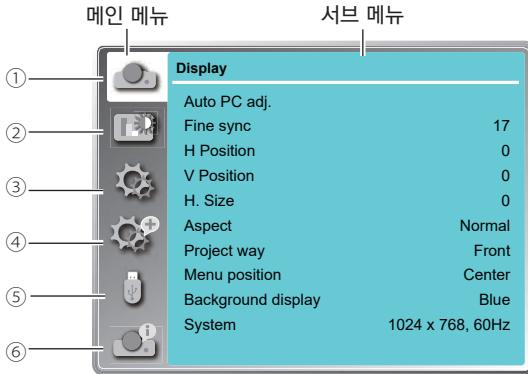 메인 메뉴
서브 메뉴
①
②
③
④
⑤
⑥
Display
Auto PC adj.
Fine sync 17
H Position 0
V Position 0
H. Size 0
Aspect Normal
Project way Front
Menu position Center
Background display Blue
System 1024 x 768, 60Hz